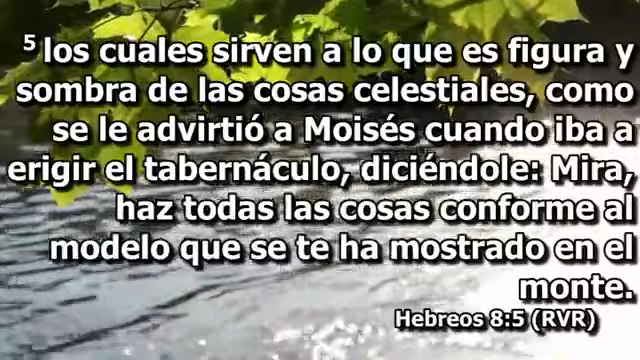 5 los cuales sirven a lo que es figura y
sombra de las cosas celestiales, como
se le advirtió a Moisés cuando iba a
erigir el tabernáculo, diciéndole: Mira,
haz todas las cosas conforme al
modelo que se te ha mostrado en el
monte.
Hebreos 8:5 (RVR)